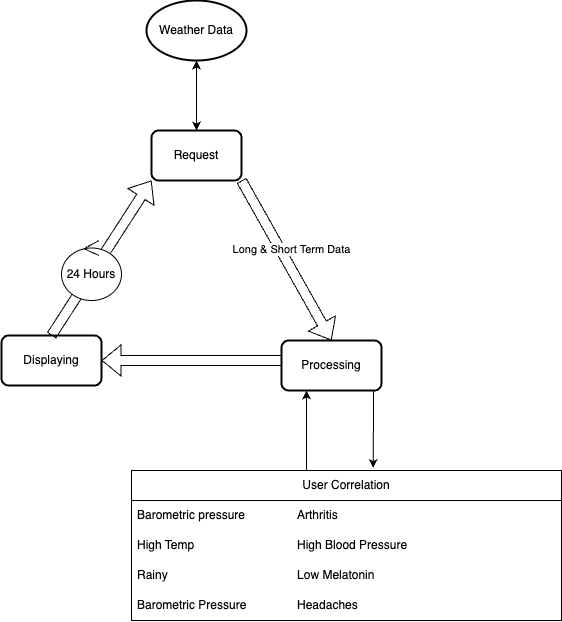 Weather Data
Request
Long & Short Term Data
24 Hours
Displaying
Processing
User Correlation
Barometric pressure Arthritis
High Temp High Blood Pressure
Rainy Low Melatonin
Barometric Pressure Headaches